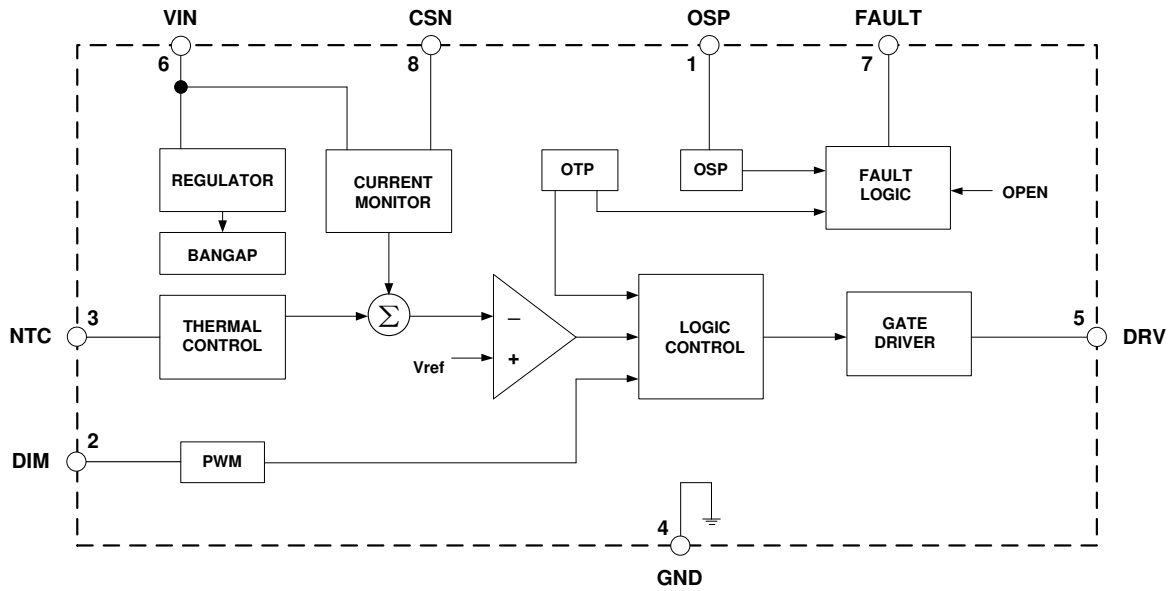 VIN
CSN
OSP
FAULT
6
8
1
7
REGULATOR
CURRENT
MONITOR
OTP
OSP
FAULT
LOGIC
OPEN
BANGAP
NTC
3
THERMAL
CONTROL
Σ
−
+
Vref
LOGIC
CONTROL
GATE
DRIVER
5
DRV
DIM
2
PWM
4
GND